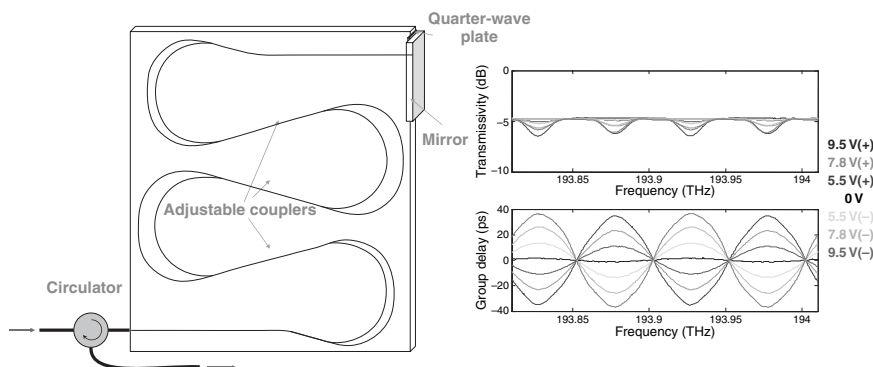 Quarter-wave
plate
Mirror
Adjustable couplers
Circulator
Transmissivity (dB)
0
−5
−10
193.85 193.9 193.95 194
Frequency (THz)
Group delay (ps)
40
20
0
−20
−40
193.85 193.9 193.95 194
Frequency (THz)
9.5 V(+)
7.8 V(+)
5.5 V(+)
0 V
5.5 V(−)
7.8 V(−)
9.5 V(−)